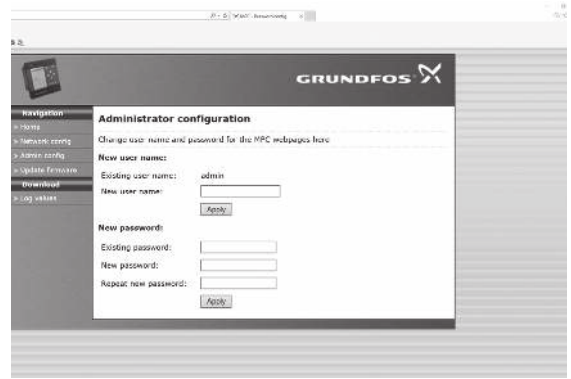 GRUNDFOS
Navigation
» Home
» Network config
» Admin config
» Update firmware
Download
» Log values
Administrator configuration
Change user name and password for the MPC webpages here
New user name:
Existing user name: admin
New user name:
Apply
New password:
Existing password:
New password:
Repeat new password:
Apply